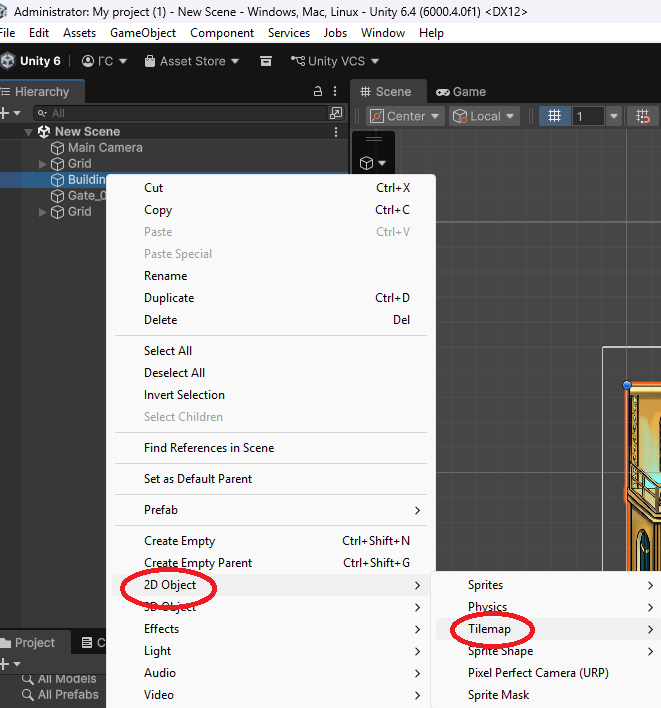 Administrator: My project (1) - New Scene - Windows, Mac, Linux - Unity 6.4 (6000.4.0f1) <DX12>
File Edit Assets GameObject Component Services Jobs Window Help
Unity 6 ГС Asset Store Unity VCS
Hierarchy
All
New Scene
Main Camera
Grid
Gate_0
Grid
Scene Game
Center Local 1
Cut Ctrl+X
Copy Ctrl+C
Paste Ctrl+V
Paste Special
Rename
Duplicate Ctrl+D
Delete Del
Select All
Deselect All
Invert Selection
Select Children
Find References in Scene
Set as Default Parent
Prefab
Create Empty Ctrl+Shift+N
Create Empty Parent Ctrl+Shift+G
2D Object
3D Object
Effects
Light
Audio
Video
Sprites
Physics
Tilemap
Sprite Shape
Pixel Perfect Camera (URP)
Sprite Mask
Project
All Models
All Prefabs